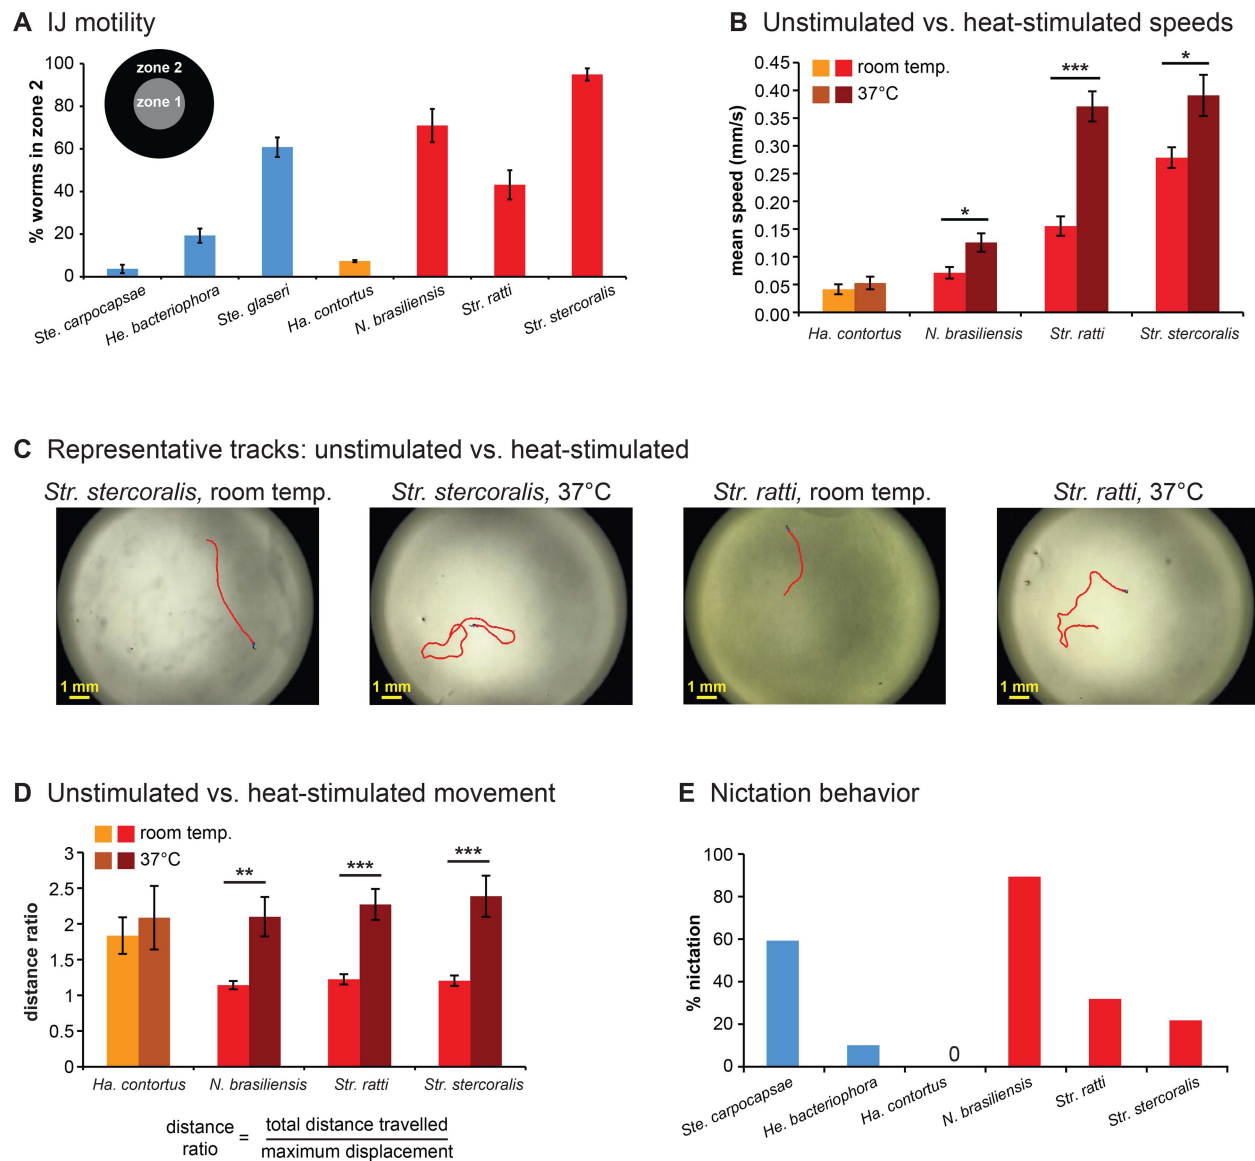 A IJ motility
% worms in zone 2
100
80
60
40
20
0
zone 2
zone 1
Ste. carpocapsae
He. bacteriophora
Ste. glaseri
Ha. contortus
N. brasiliensis
Str. ratti
Str. stercoralis
B Unstimulated vs. heat-stimulated speeds
mean speed (mm/s)
0.45
0.40
0.35
0.30
0.25
0.20
0.15
0.10
0.05
0.00
room temp.
37°C
*
***
*
Ha. contortus
N. brasiliensis
Str. ratti
Str. stercoralis
C Representative tracks: unstimulated vs. heat-stimulated
Str. stercoralis, room temp.
Str. stercoralis, 37°C
Str. ratti, room temp.
Str. ratti, 37°C
1 mm
1 mm
1 mm
1 mm
D Unstimulated vs. heat-stimulated movement
distance ratio
3
2.5
2
1.5
1
0.5
0
room temp.
37°C
**
***
***
Ha. contortus
N. brasiliensis
Str. ratti
Str. stercoralis
distance
ratio
=
total distance travelled
maximum displacement
E Nictation behavior
% nictation
100
80
60
40
20
0
0
Ste. carpocapsae
He. bacteriophora
Ha. contortus
N. brasiliensis
Str. ratti
Str. stercoralis